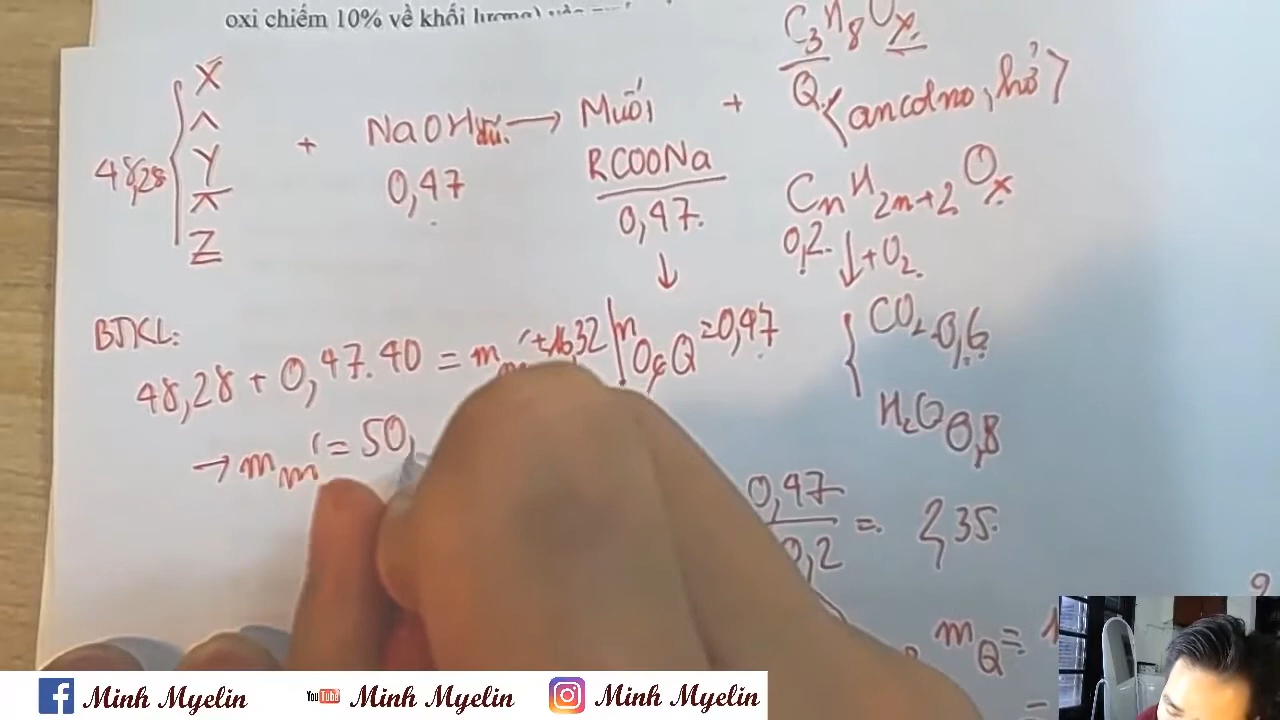 oxi chiếm 10% về khối lượng)
C3H8Ox
Q
X
^
Y
^
Z
48,28
+ NaOH dư → Muối + <ancol no, hở>
0,47
RCOONa
0,47.
CnH2n+2Ox
0,2. ↓ +O2
CO2 0,6
H2O 0,8
BTKL:
48,28 + 0,47.40 = m m' + 16,32
nO∈Q = 0,47
→ m m' = 50,
0,47
0,2
= 2,35.
mQ =
Minh Myelin
YouTube
Minh Myelin
Minh Myelin